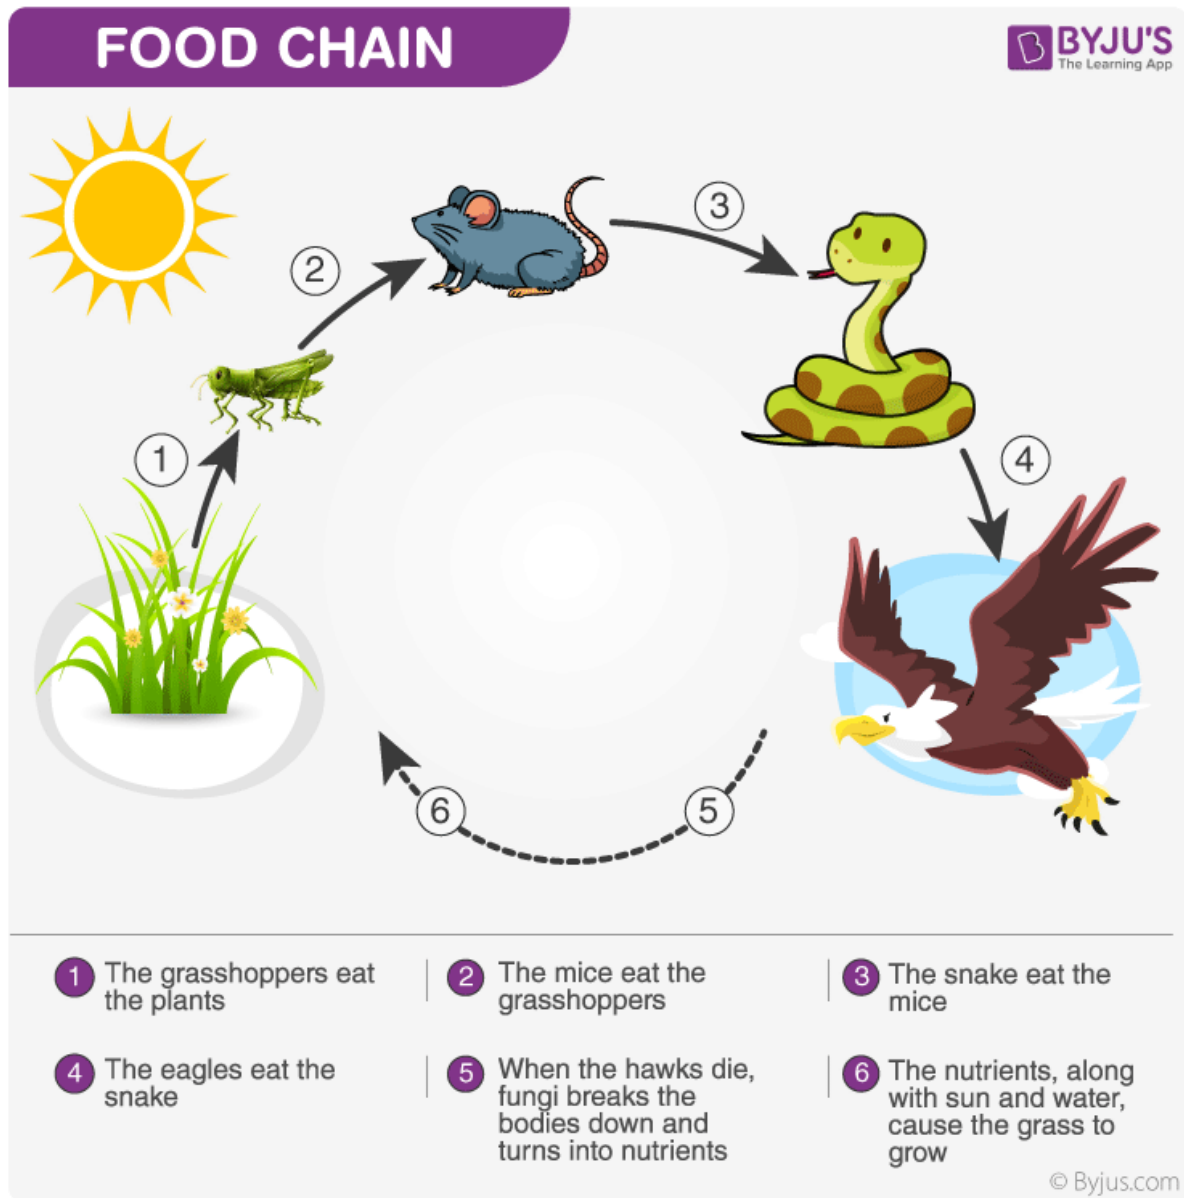 FOOD CHAIN
BYJU'S
The Learning App
1
2
3
4
5
6
1 The grasshoppers eat
the plants
2 The mice eat the
grasshoppers
3 The snake eat the
mice
4 The eagles eat the
snake
5 When the hawks die,
fungi breaks the
bodies down and
turns into nutrients
6 The nutrients, along
with sun and water,
cause the grass to
grow
© Byjus.com